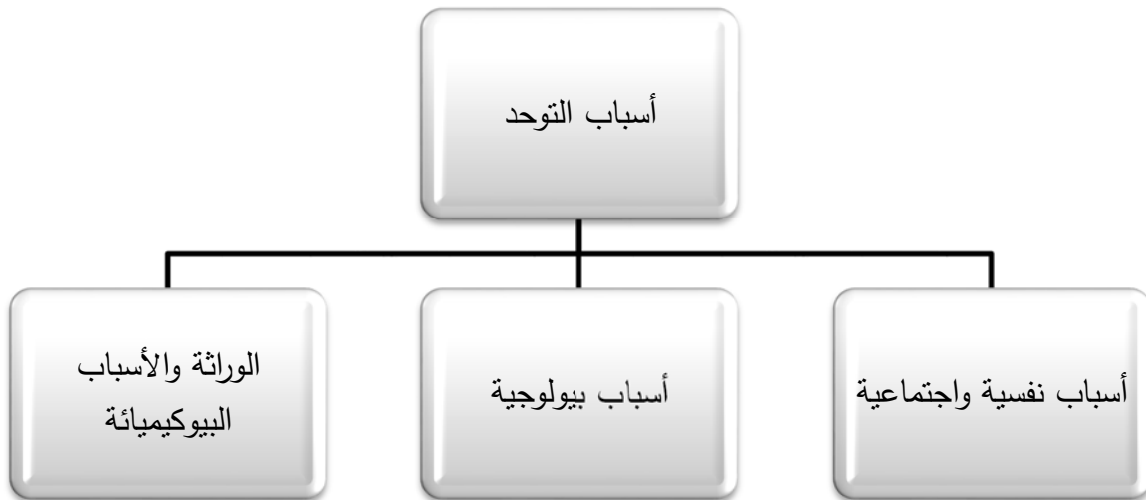 أسباب التوحد
أسباب نفسية واجتماعية
أسباب بيولوجية
الوراثة والأسباب
البيوكيميائة